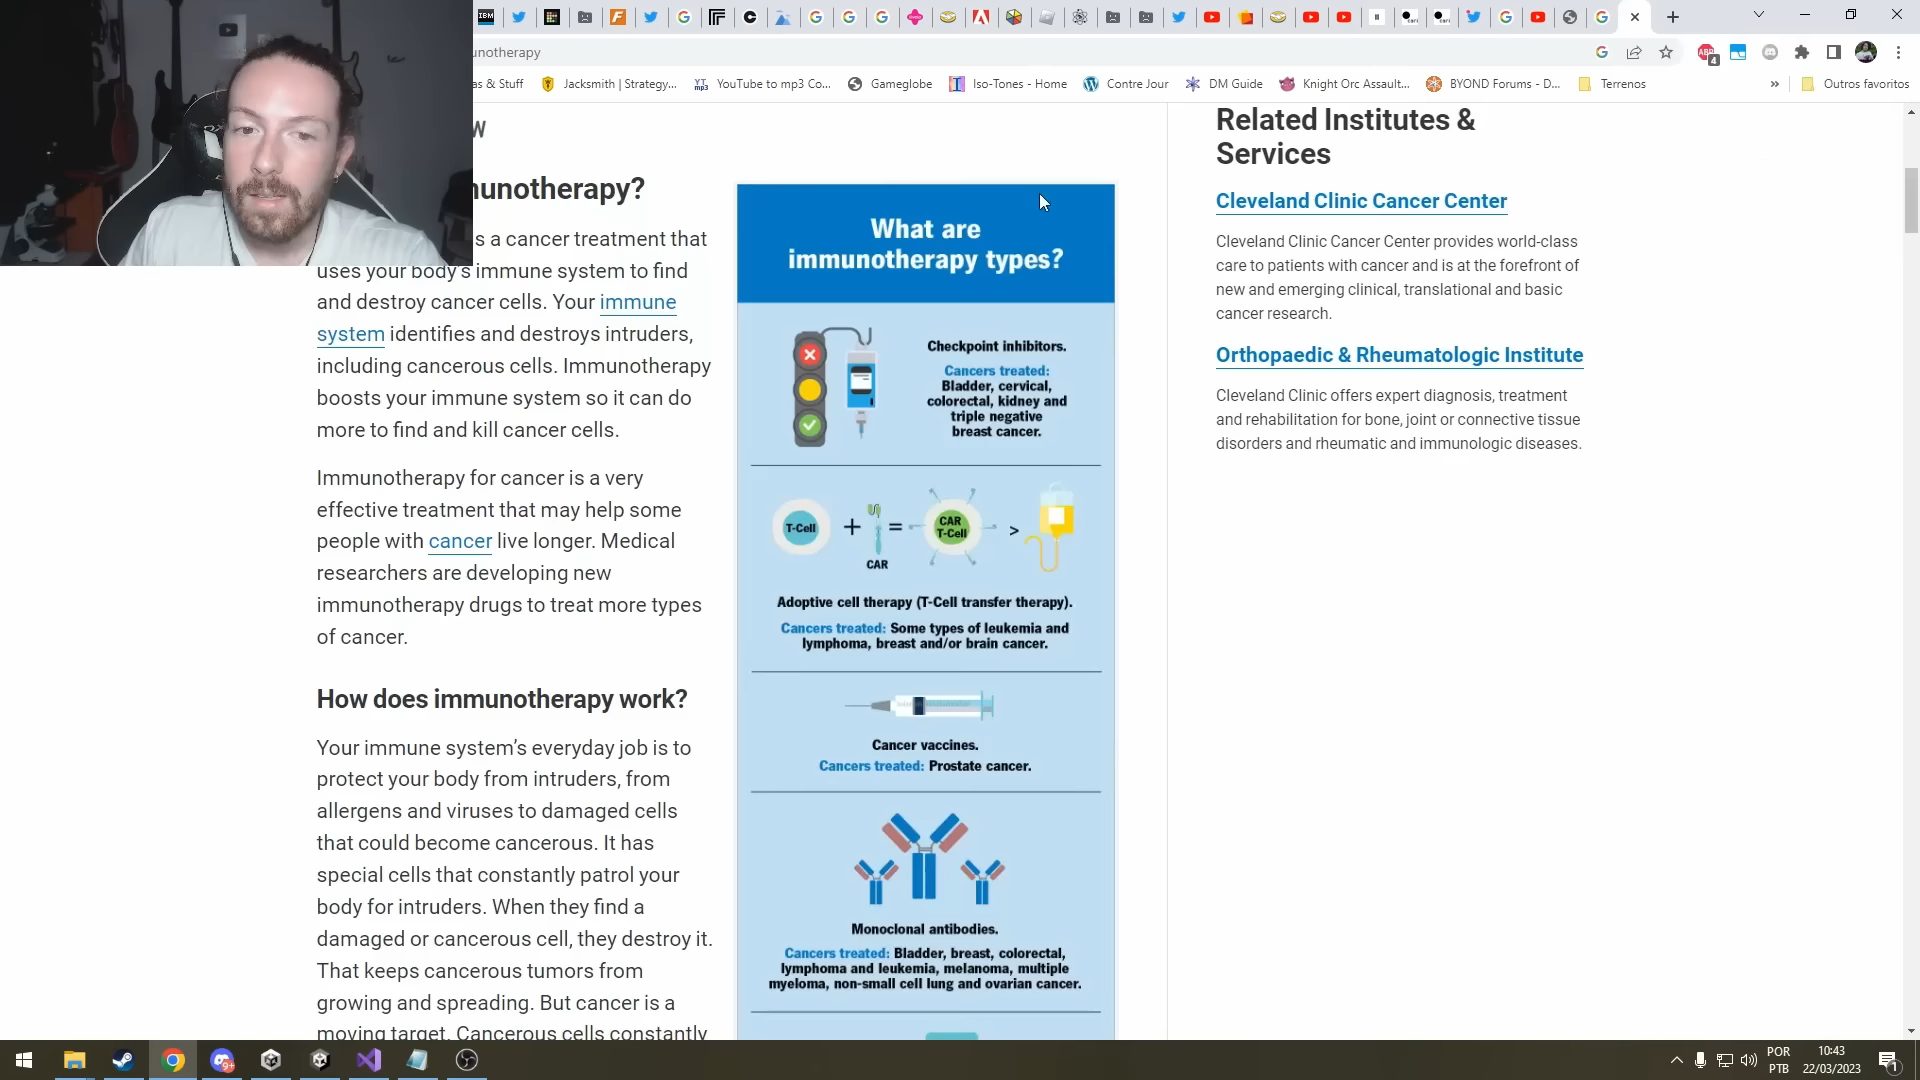 unotherapy
as & Stuff
Jacksmith | Strategy...
YouTube to mp3 Co...
Gameglobe
Iso-Tones - Home
Contre Jour
DM Guide
Knight Orc Assault...
BYOND Forums - D...
Terrenos
»
Outros favoritos
W
munotherapy?
s a cancer treatment that
uses your body's immune system to find
and destroy cancer cells. Your immune
system identifies and destroys intruders,
including cancerous cells. Immunotherapy
boosts your immune system so it can do
more to find and kill cancer cells.
Immunotherapy for cancer is a very
effective treatment that may help some
people with cancer live longer. Medical
researchers are developing new
immunotherapy drugs to treat more types
of cancer.
How does immunotherapy work?
Your immune system's everyday job is to
protect your body from intruders, from
allergens and viruses to damaged cells
that could become cancerous. It has
special cells that constantly patrol your
body for intruders. When they find a
damaged or cancerous cell, they destroy it.
That keeps cancerous tumors from
growing and spreading. But cancer is a
moving target. Cancerous cells constantly
What are
immunotherapy types?
Checkpoint inhibitors.
Cancers treated:
Bladder, cervical,
colorectal, kidney and
triple negative
breast cancer.
T-Cell
+
CAR
=
CAR
T-Cell
>
Adoptive cell therapy (T-Cell transfer therapy).
Cancers treated: Some types of leukemia and
lymphoma, breast and/or brain cancer.
Cancer vaccines.
Cancers treated: Prostate cancer.
Monoclonal antibodies.
Cancers treated: Bladder, breast, colorectal,
lymphoma and leukemia, melanoma, multiple
myeloma, non-small cell lung and ovarian cancer.
Related Institutes &
Services
Cleveland Clinic Cancer Center
Cleveland Clinic Cancer Center provides world-class
care to patients with cancer and is at the forefront of
new and emerging clinical, translational and basic
cancer research.
Orthopaedic & Rheumatologic Institute
Cleveland Clinic offers expert diagnosis, treatment
and rehabilitation for bone, joint or connective tissue
disorders and rheumatic and immunologic diseases.
POR
PTB
10:43
22/03/2023